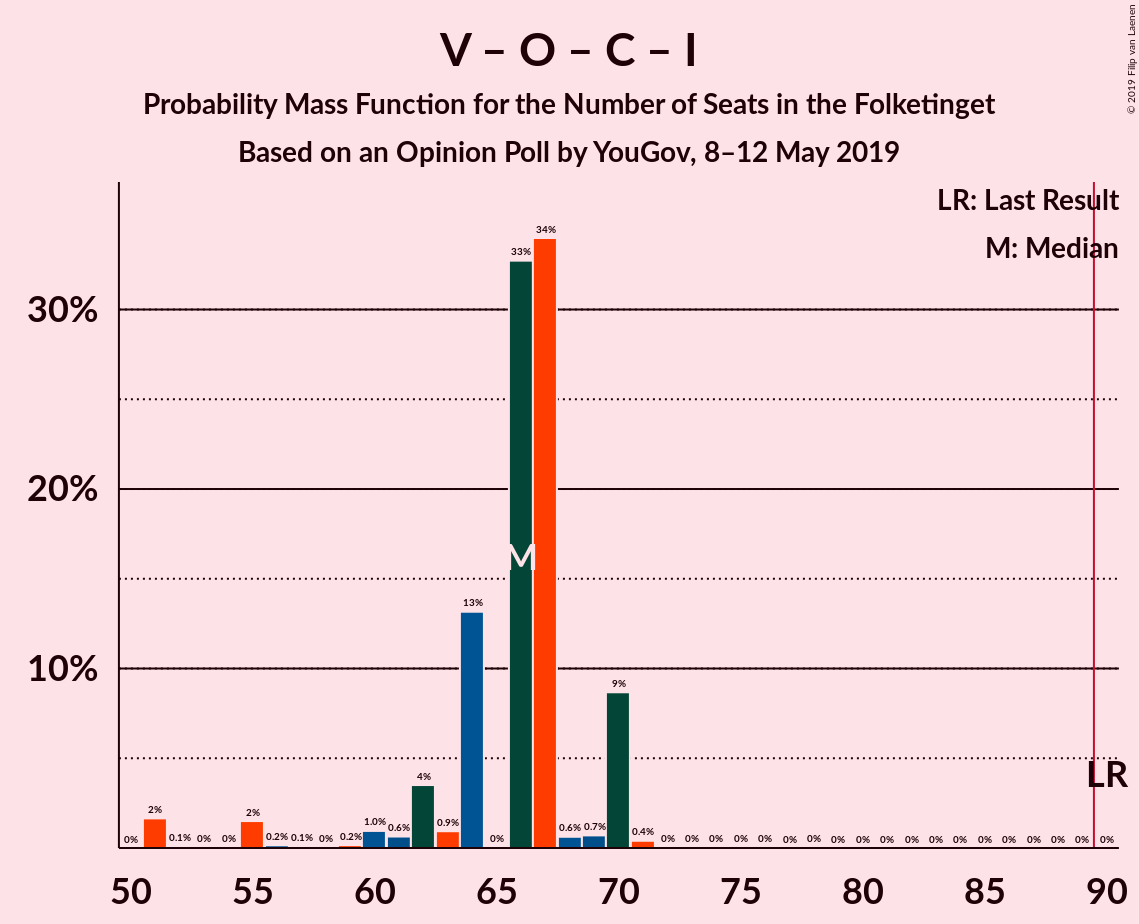 V – O – C – I
Probability Mass Function for the Number of Seats in the Folketinget
Based on an Opinion Poll by YouGov, 8–12 May 2019
© 2019 Filip van Laenen
LR: Last Result
M: Median
34%
33%
30%
20%
13%
M
10%
9%
4%
LR
2%
2%
1.0%
0.9%
0.6%
0.6%
0.7%
0.4%
0% 0.1% 0% 0% 0.2% 0.1% 0% 0.2% 0% 0% 0% 0% 0% 0% 0% 0% 0% 0% 0% 0% 0% 0% 0% 0% 0% 0% 0%
50 55 60 65 70 75 80 85 90